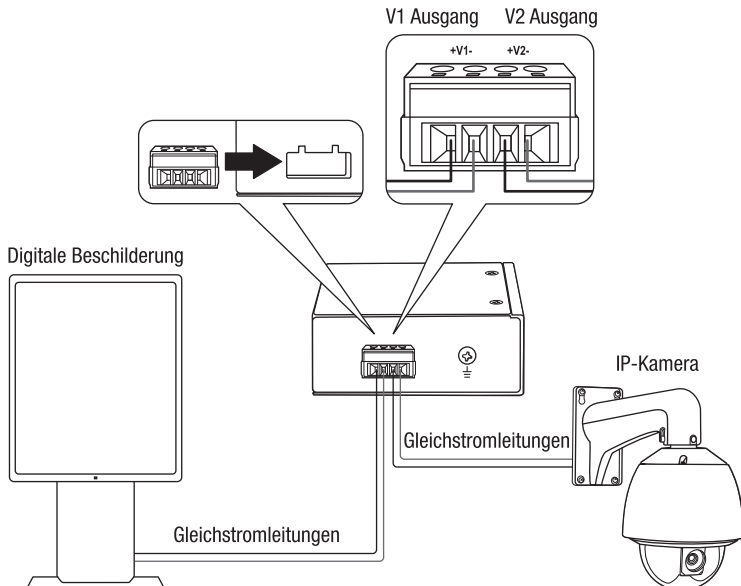 V1 Ausgang V2 Ausgang
+V1- +V2-
Digitale Beschilderung
IP-Kamera
Gleichstromleitungen
Gleichstromleitungen